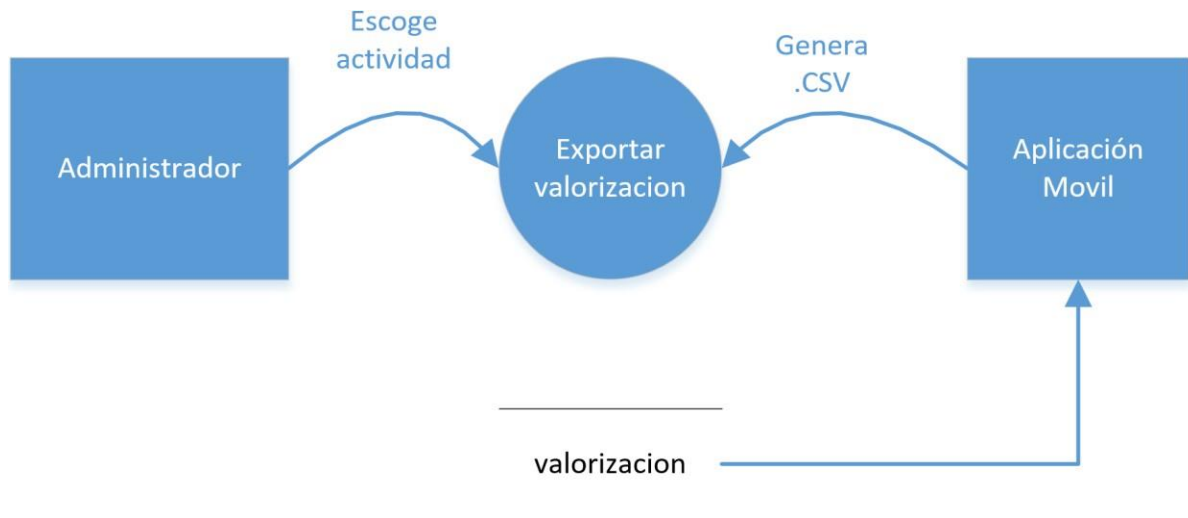 Escoge
actividad
Genera
.CSV
Administrador
Exportar
valorizacion
Aplicación
Movil
valorizacion